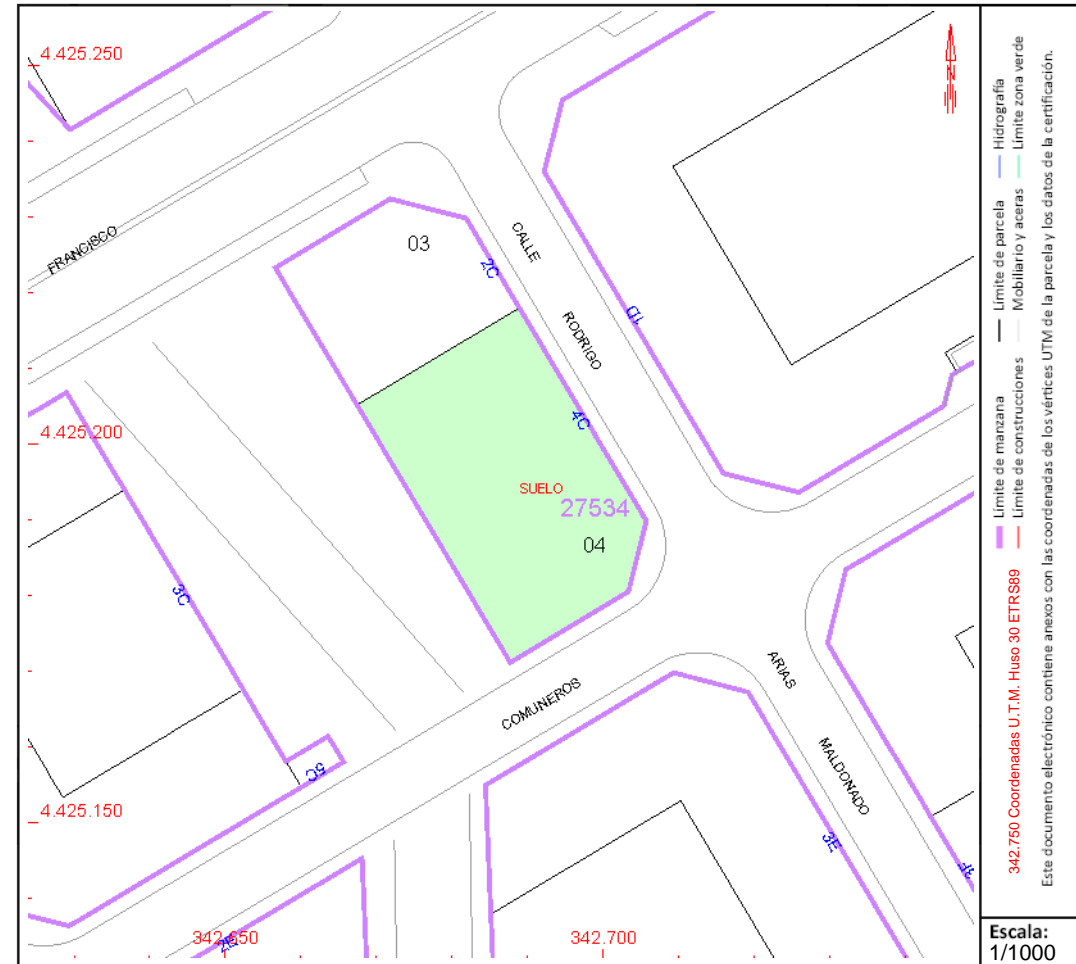 4.425.250
FRANCISCO
03
2C
CALLE
RODRIGO
1D
4.425.200
4C
SUELO
27534
04
3C
COMUNEROS
ARIAS
MALDONADO
5C
4.425.150
3E
3F
342.650
2E
342.700
Límite de manzana
Límite de parcela
Hidrografía
Límite de construcciones
Mobiliario y aceras
Límite zona verde
342.750 Coordenadas U.T.M. Huso 30 ETRS89
Este documento electrónico contiene anexos con las coordenadas de los vértices UTM de la parcela y los datos de la certificación.
Escala:
1/1000